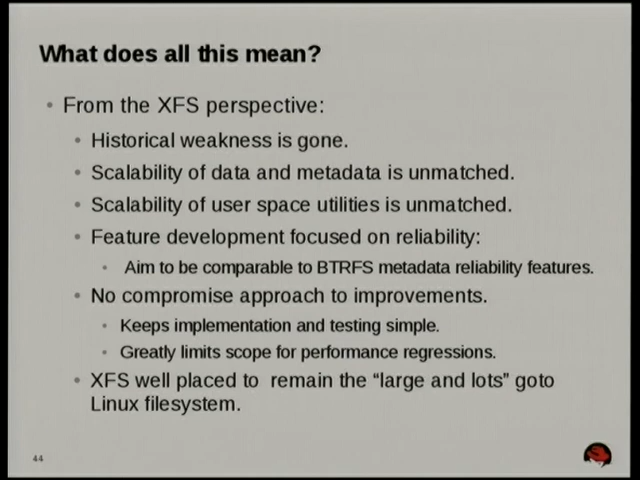 What does all this mean?
• From the XFS perspective:
• Historical weakness is gone.
• Scalability of data and metadata is unmatched.
• Scalability of user space utilities is unmatched.
• Feature development focused on reliability:
• Aim to be comparable to BTRFS metadata reliability features.
• No compromise approach to improvements.
• Keeps implementation and testing simple.
• Greatly limits scope for performance regressions.
• XFS well placed to remain the “large and lots” goto
Linux filesystem.
44